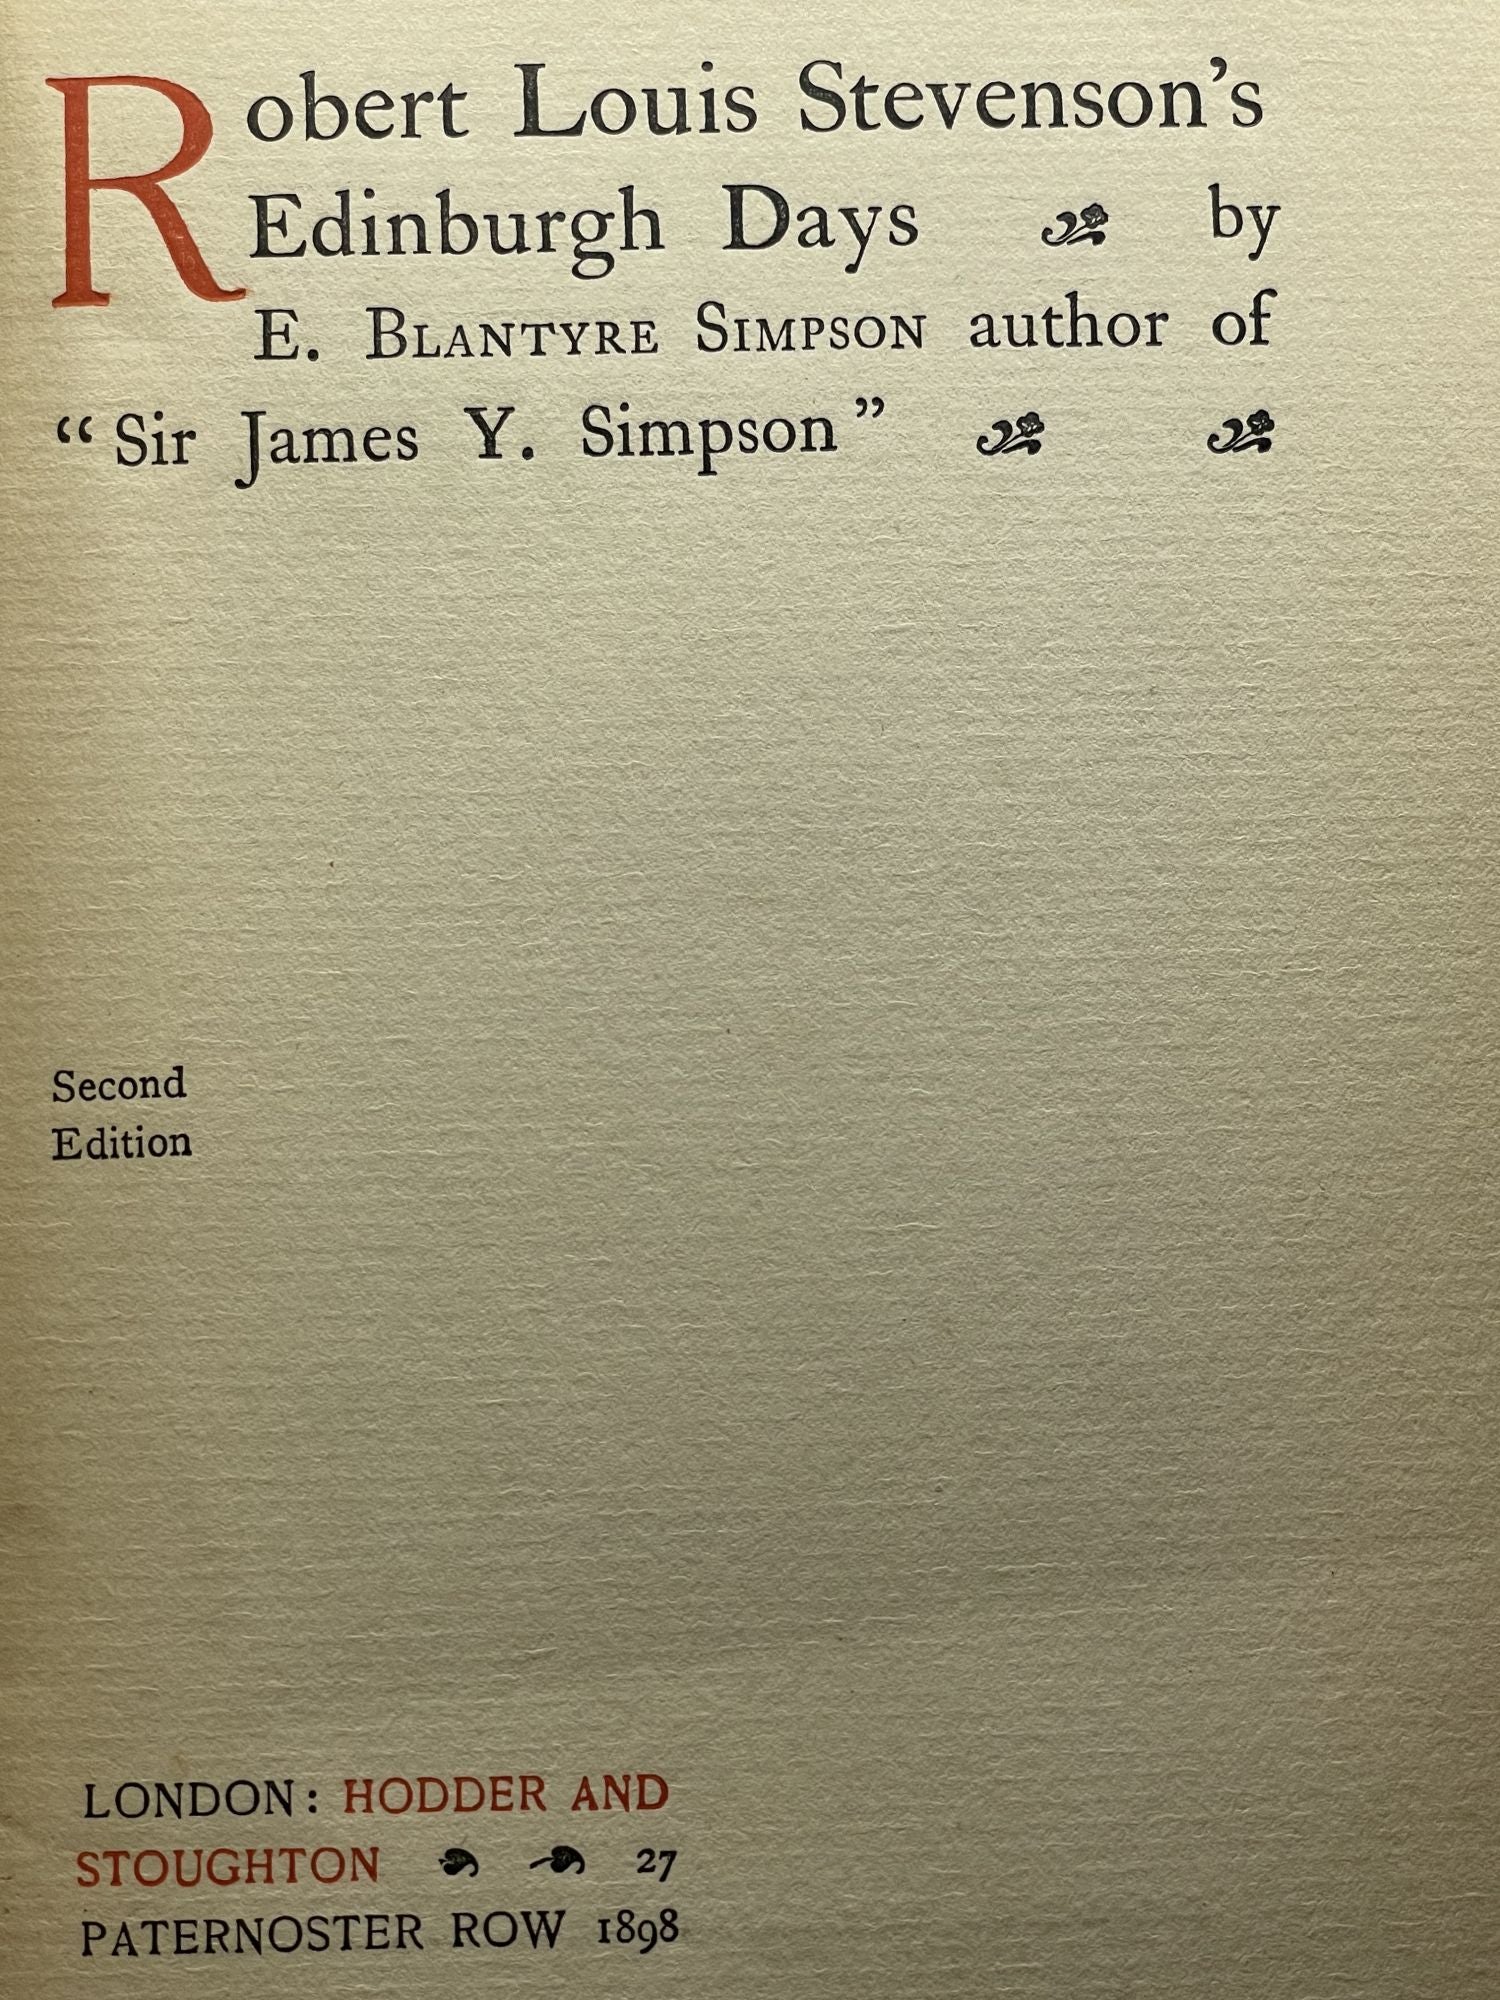 Robert Louis Stevenson's
Edinburgh Days by
E. BLANTYRE SIMPSON author of
“Sir James Y. Simpson”
Second
Edition
LONDON: HODDER AND
STOUGHTON 27
PATERNOSTER ROW 1898